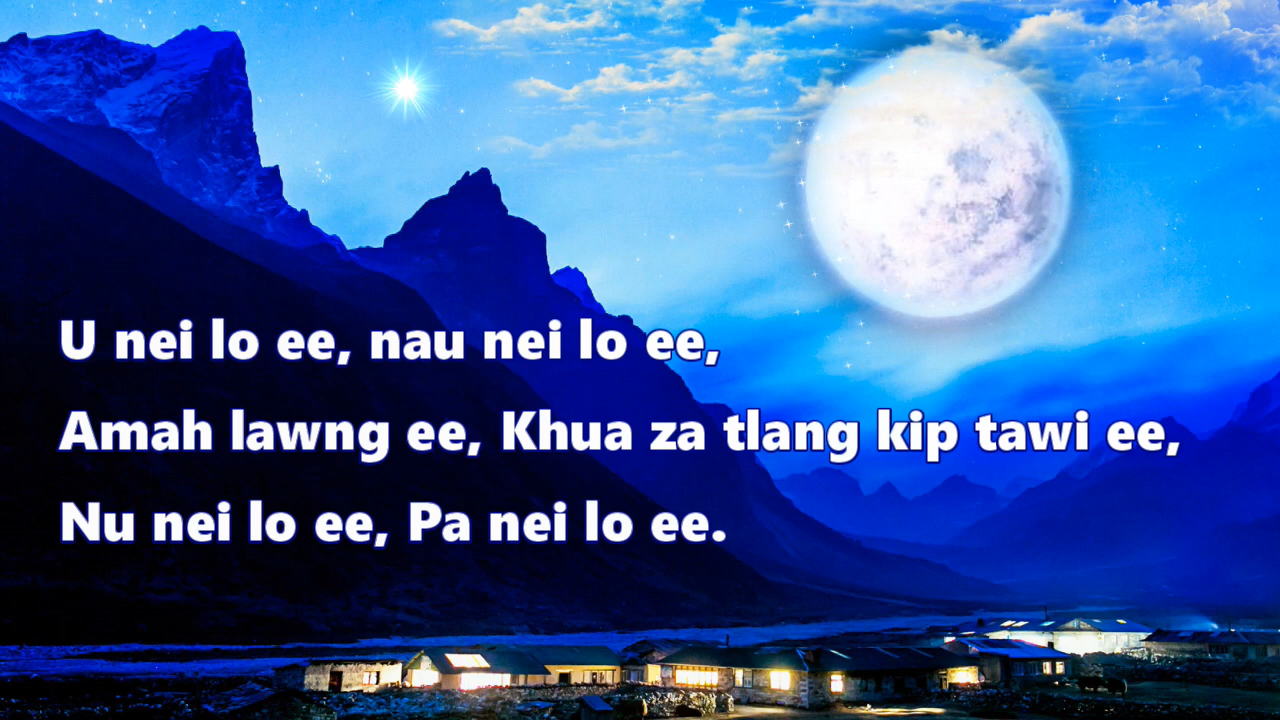 U nei lo ee, nau nei lo ee,
Amah lawng ee, Khua za tlang kip tawi ee,
Nu nei lo ee, Pa nei lo ee.